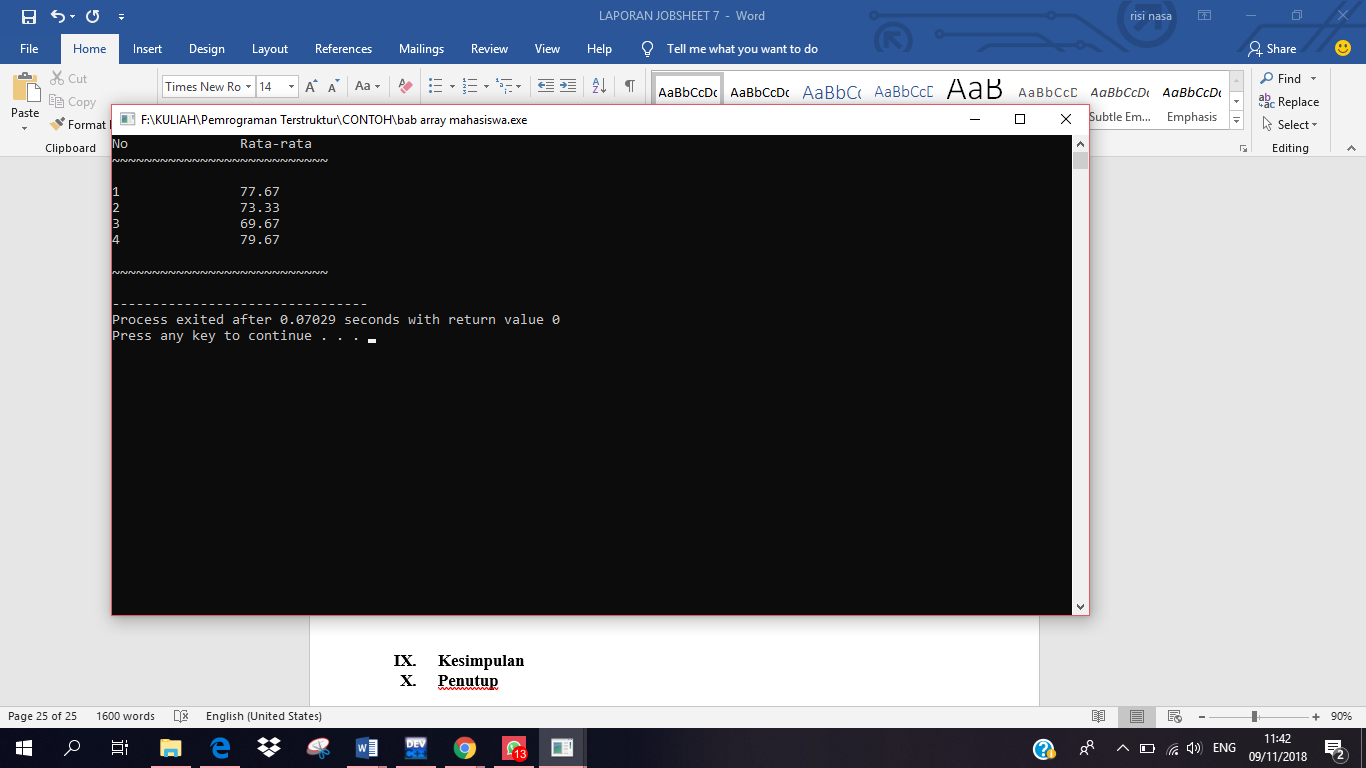 LAPORAN JOBSHEET 7 - Word
risi nasa
File Home Insert Design Layout References Mailings Review View Help Tell me what you want to do Share
Paste
Cut
Copy
Format
Clipboard
Times New Ro 14 Aa
AaBbCcDc AaBbCcDc AaBbCc AaBbCcD AaB AaBbCcD AaBbCcDc AaBbCcDc
Subtle Em... Emphasis
Find
Replace
Select
Editing
F:\KULIAH\Pemrograman Terstruktur\CONTOH\bab array mahasiswa.exe
No Rata-rata
~~~~~~~~~~~~~~~~~~~~~~~~~~~
1 77.67
2 73.33
3 69.67
4 79.67
~~~~~~~~~~~~~~~~~~~~~~~~~~~
--------------------------------
Process exited after 0.07029 seconds with return value 0
Press any key to continue . . .
IX. Kesimpulan
X. Penutup
Page 25 of 25 1600 words English (United States) 90%
DEV
13
ENG
11:42
09/11/2018
2